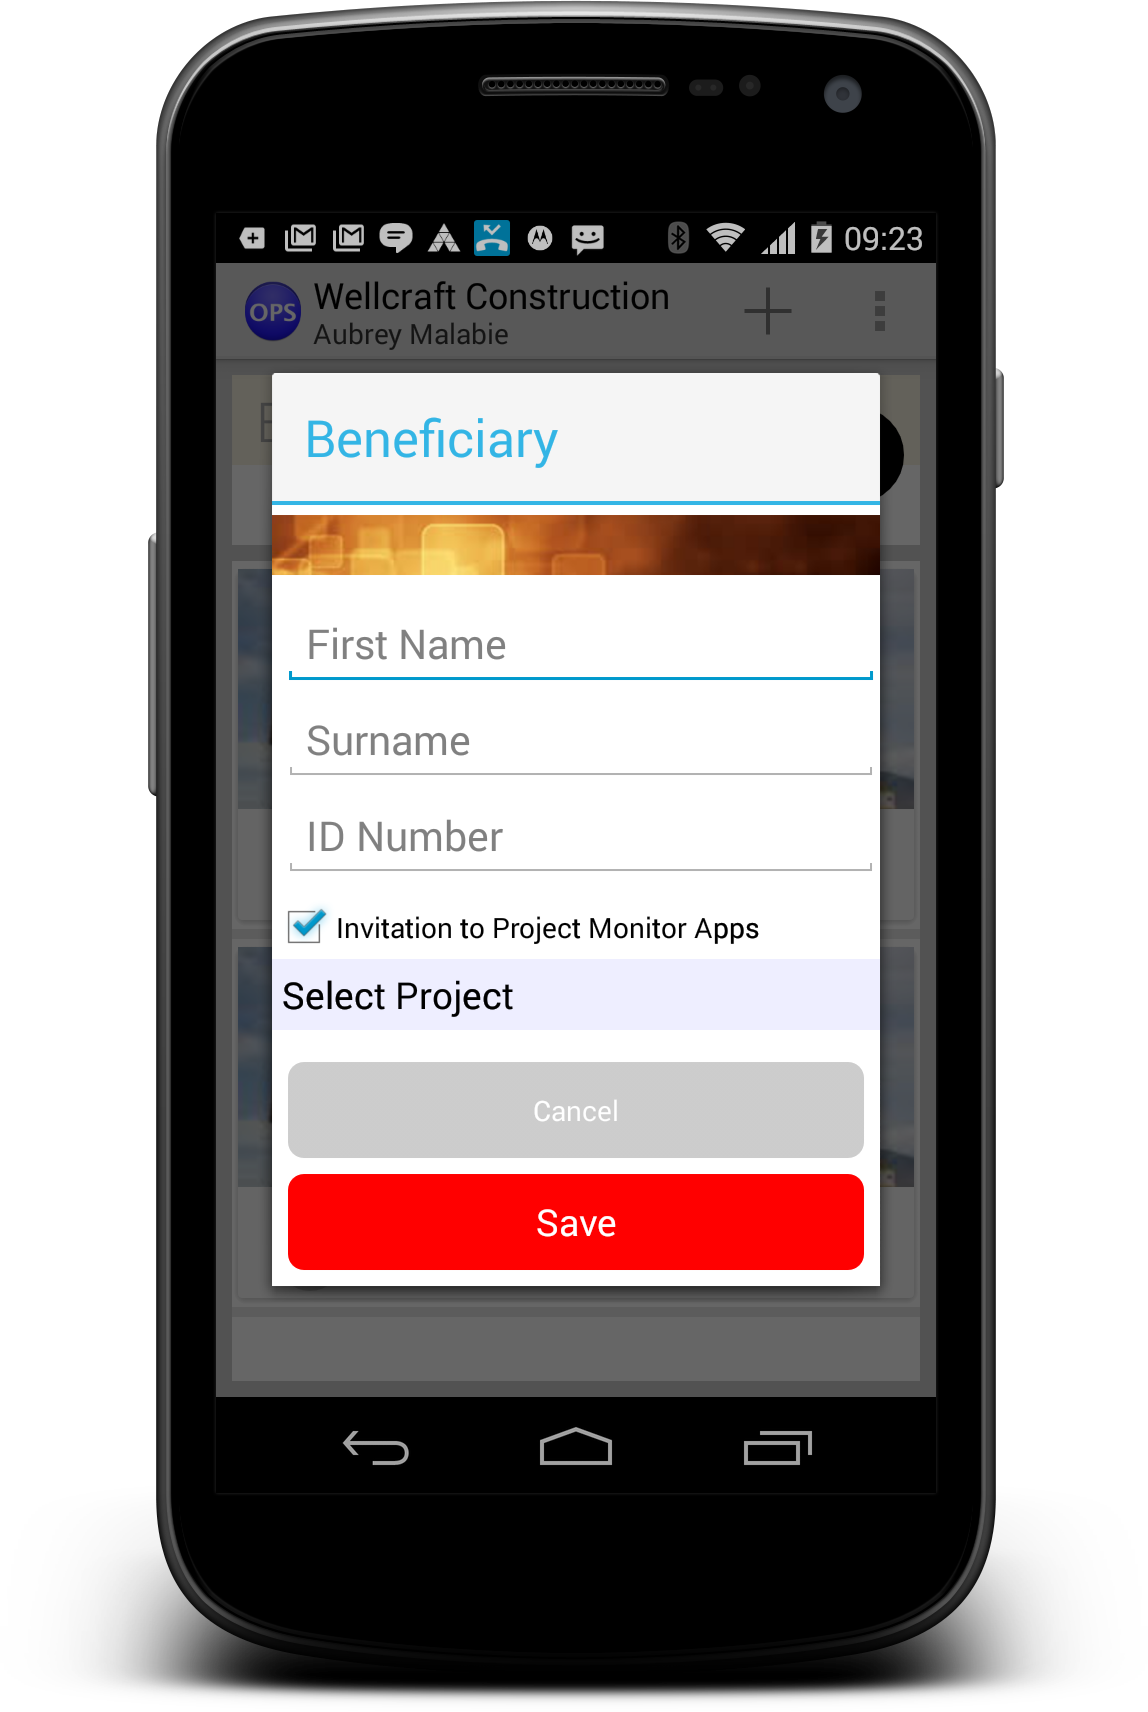 09:23
OPS
Wellcraft Construction
Aubrey Malabie
Beneficiary
First Name
Surname
ID Number
Invitation to Project Monitor Apps
Select Project
Cancel
Save